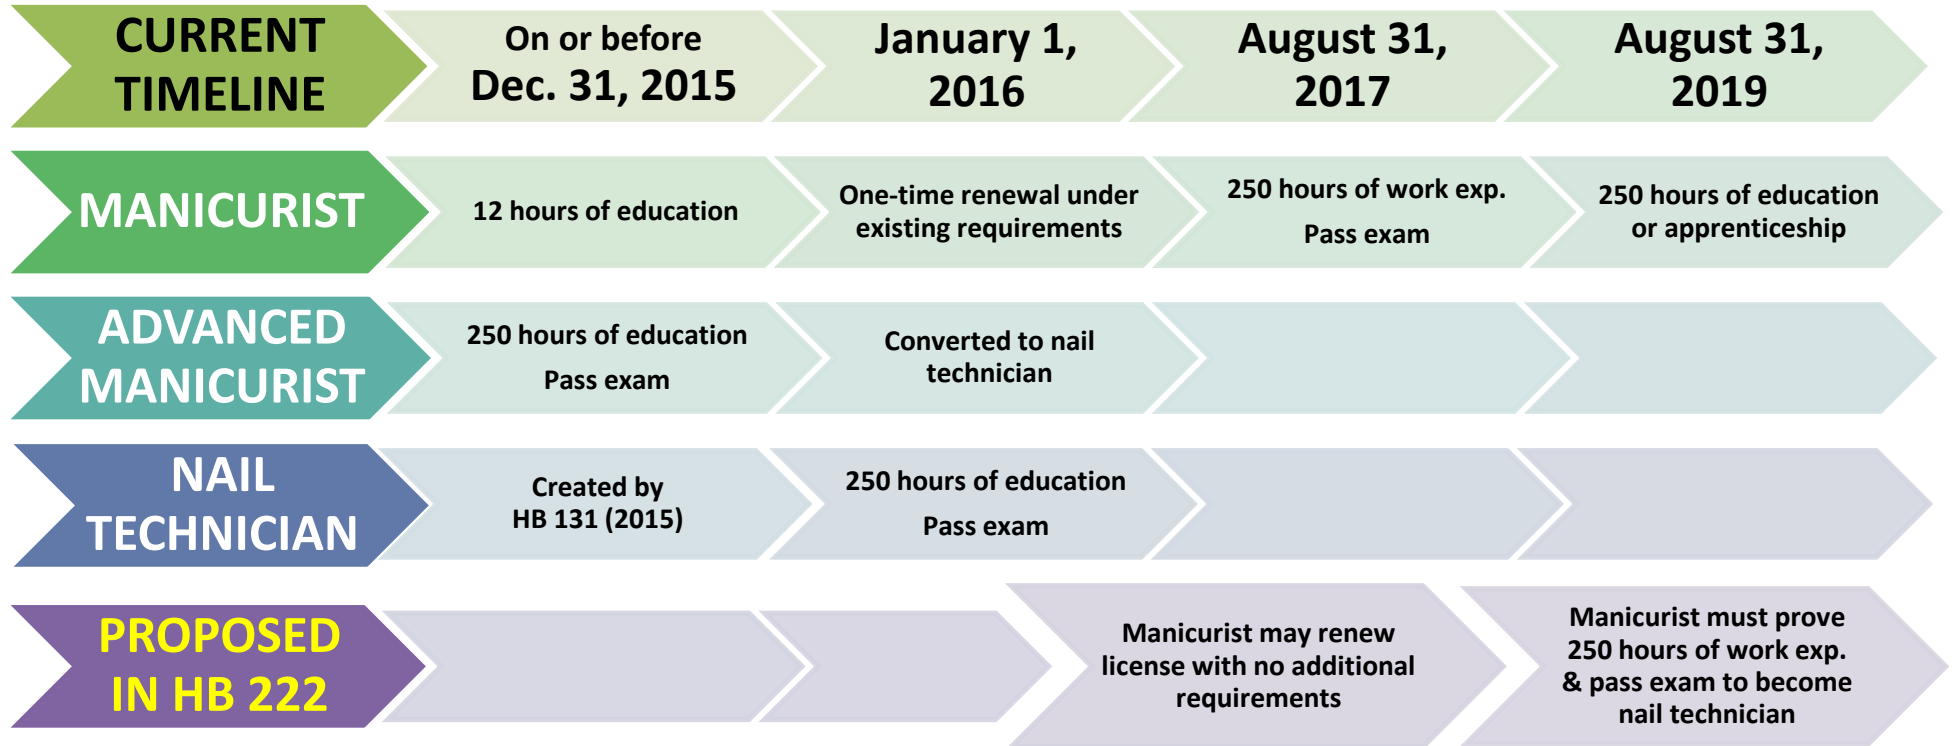 CURRENT
TIMELINE
On or before
Dec. 31, 2015
January 1,
2016
August 31,
2017
August 31,
2019
MANICURIST
12 hours of education
One-time renewal under
existing requirements
250 hours of work exp.
Pass exam
250 hours of education
or apprenticeship
ADVANCED
MANICURIST
250 hours of education
Pass exam
Converted to nail
technician
NAIL
TECHNICIAN
Created by
HB 131 (2015)
250 hours of education
Pass exam
PROPOSED
IN HB 222
Manicurist may renew
license with no additional
requirements
Manicurist must prove
250 hours of work exp.
& pass exam to become
nail technician